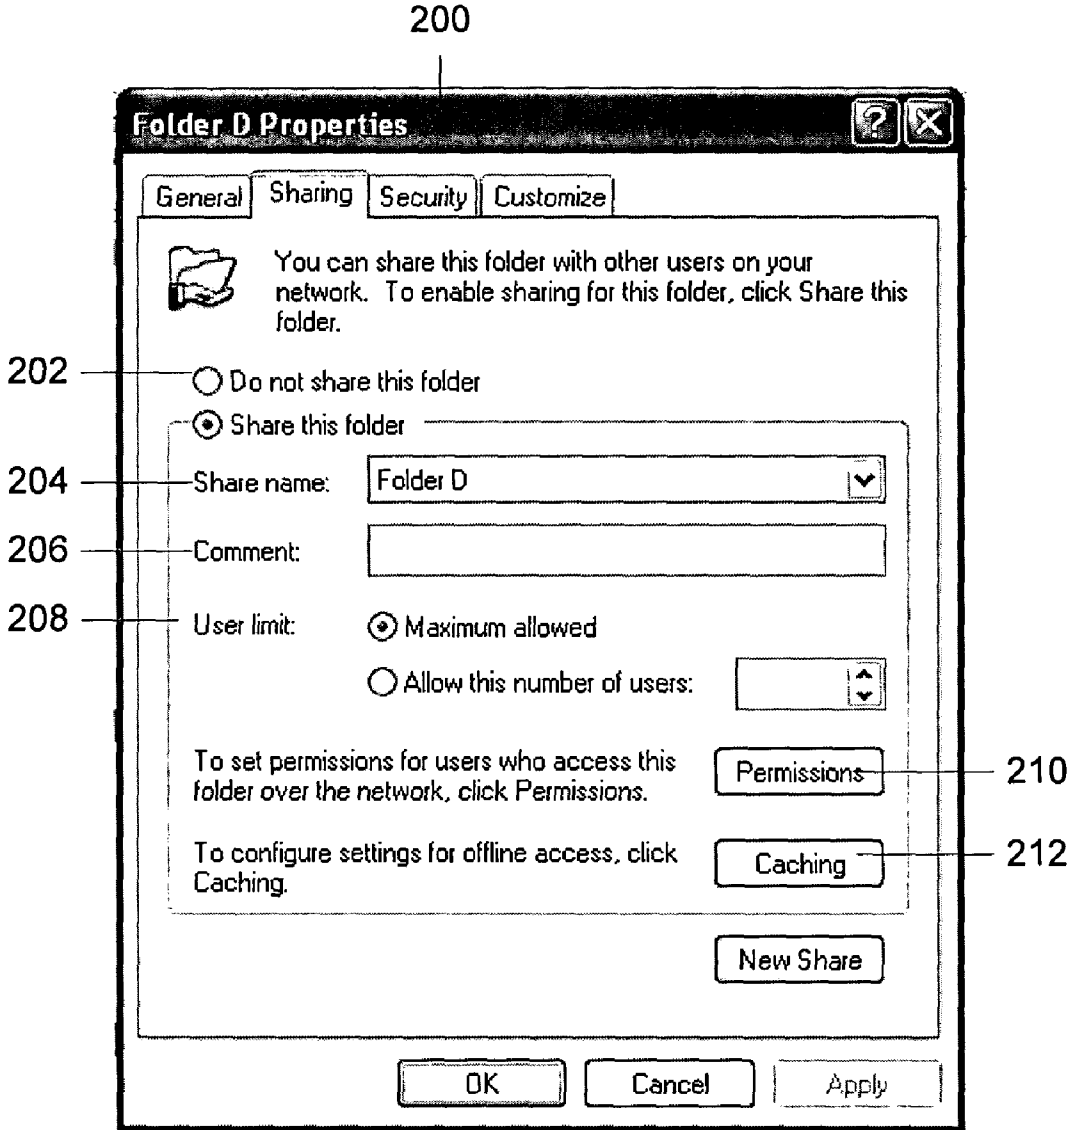 200
Folder D Properties
General Sharing Security Customize
You can share this folder with other users on your
network. To enable sharing for this folder, click Share this
folder.
202 Do not share this folder
Share this folder
204 Share name: Folder D
206 Comment:
208 User limit: Maximum allowed
Allow this number of users:
To set permissions for users who access this
folder over the network, click Permissions.
Permissions 210
To configure settings for offline access, click
Caching.
Caching 212
New Share
OK Cancel Apply